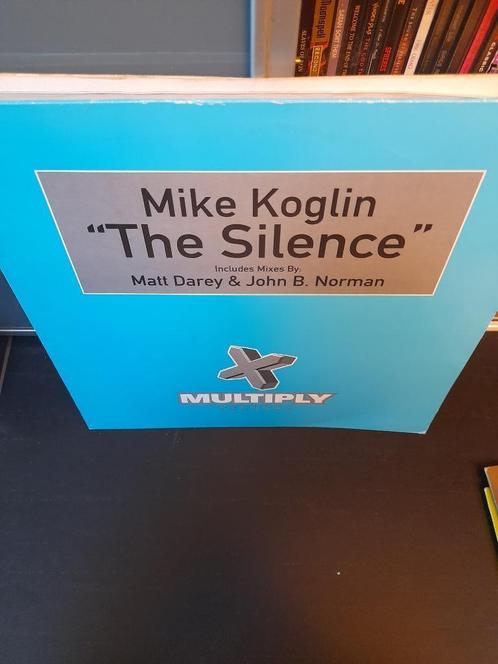 Mike Koglin
"The Silence"
Includes Mixes By:
Matt Darey & John B. Norman
MULTIPLY